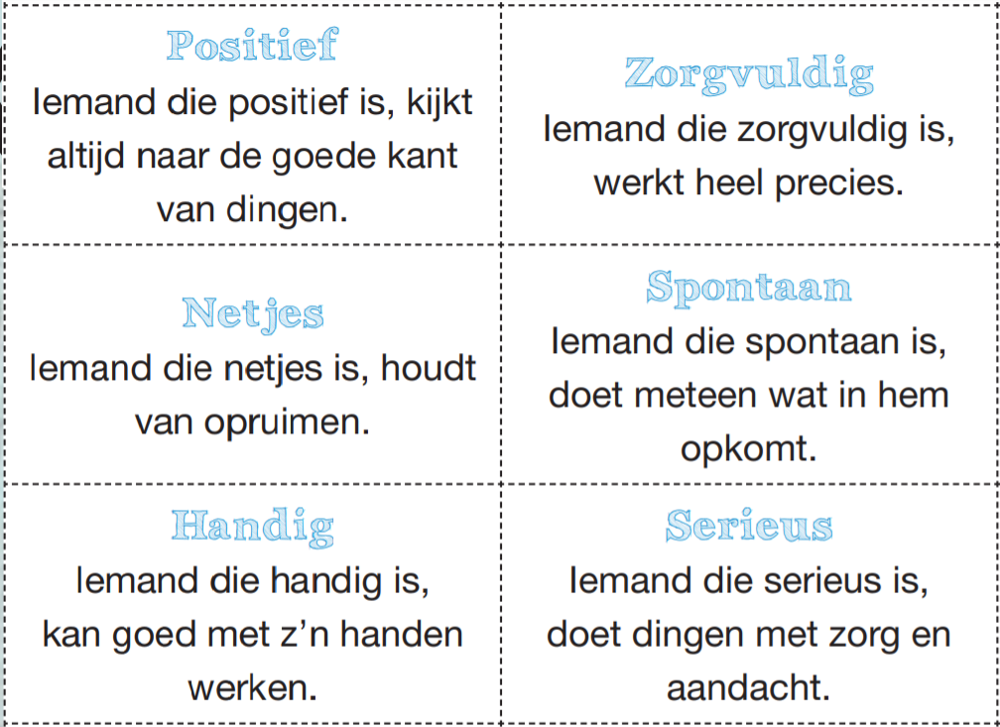 Positief
Iemand die positief is, kijkt
altijd naar de goede kant
van dingen.
Zorgvuldig
Iemand die zorgvuldig is,
werkt heel precies.
Netjes
Iemand die netjes is, houdt
van opruimen.
Spontaan
Iemand die spontaan is,
doet meteen wat in hem
opkomt.
Handig
Iemand die handig is,
kan goed met z’n handen
werken.
Serieus
Iemand die serieus is,
doet dingen met zorg en
aandacht.